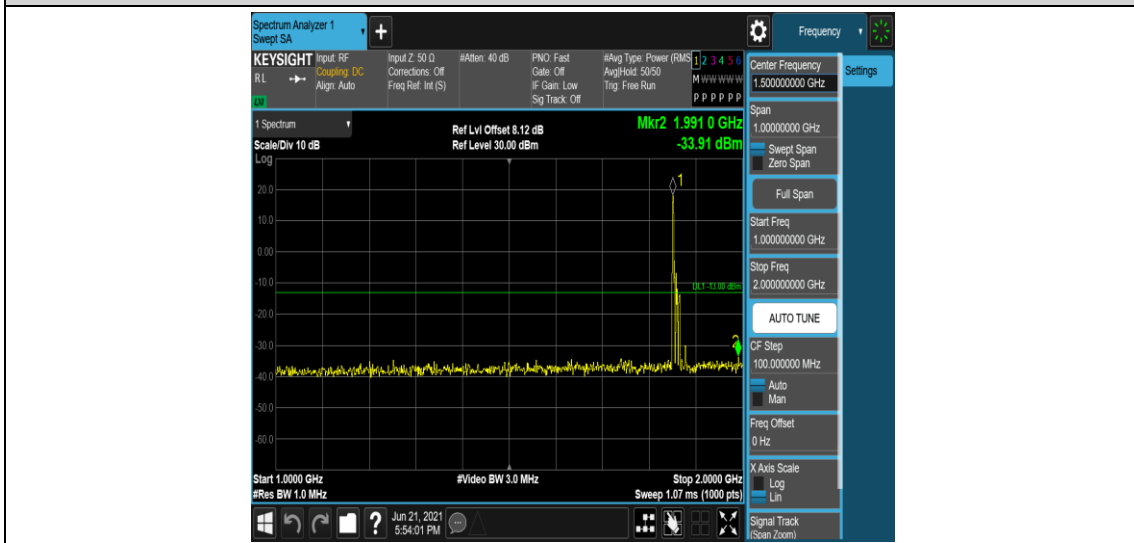 Spectrum Analyzer 1
Swept SA
Frequency
KEYSIGHT
Input: RF
Coupling: DC
Align: Auto
Input Z: 50 Ω
Corrections: Off
Freq Ref: Int (S)
#Atten: 40 dB
PNO: Fast
Gate: Off
IF Gain: Low
Sig Track: Off
#Avg Type: Power (RMS
Avg|Hold: 50/50
Trig: Free Run
1 2 3 4 5 6
M W W W W W
P P P P P P
RL
LXI
1 Spectrum
Scale/Div 10 dB
Ref Lvl Offset 8.12 dB
Ref Level 30.00 dBm
Mkr2 1.991 0 GHz
-33.91 dBm
Log
1
20.0
10.0
0.00
-10.0
DL1 -13.00 dBm
-20.0
-30.0
2
-40.0
-50.0
-60.0
Start 1.0000 GHz
#Res BW 1.0 MHz
#Video BW 3.0 MHz
Stop 2.0000 GHz
Sweep 1.07 ms (1000 pts)
Jun 21, 2021
5:54:01 PM
Center Frequency
1.500000000 GHz
Settings
Span
1.00000000 GHz
Swept Span
Zero Span
Full Span
Start Freq
1.000000000 GHz
Stop Freq
2.000000000 GHz
AUTO TUNE
CF Step
100.000000 MHz
Auto
Man
Freq Offset
0 Hz
X Axis Scale
Log
Lin
Signal Track
(Span Zoom)